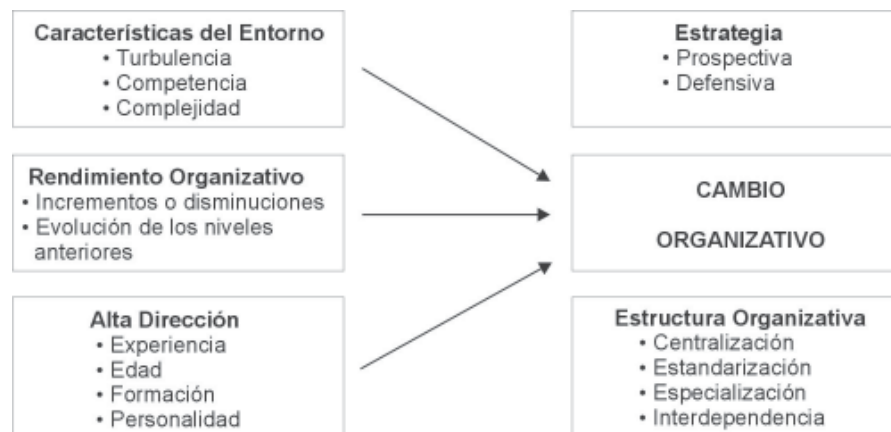 Características del Entorno
• Turbulencia
• Competencia
• Complejidad
Rendimiento Organizativo
• Incrementos o disminuciones
• Evolución de los niveles
anteriores
Alta Dirección
• Experiencia
• Edad
• Formación
• Personalidad
Estrategia
• Prospectiva
• Defensiva
CAMBIO
ORGANIZATIVO
Estructura Organizativa
• Centralización
• Estandarización
• Especialización
• Interdependencia